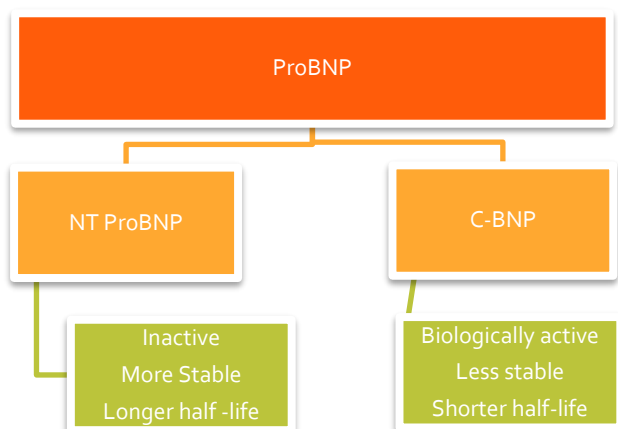 ProBNP
NT ProBNP
C-BNP
Inactive
More Stable
Longer half -life
Biologically active
Less stable
Shorter half-life